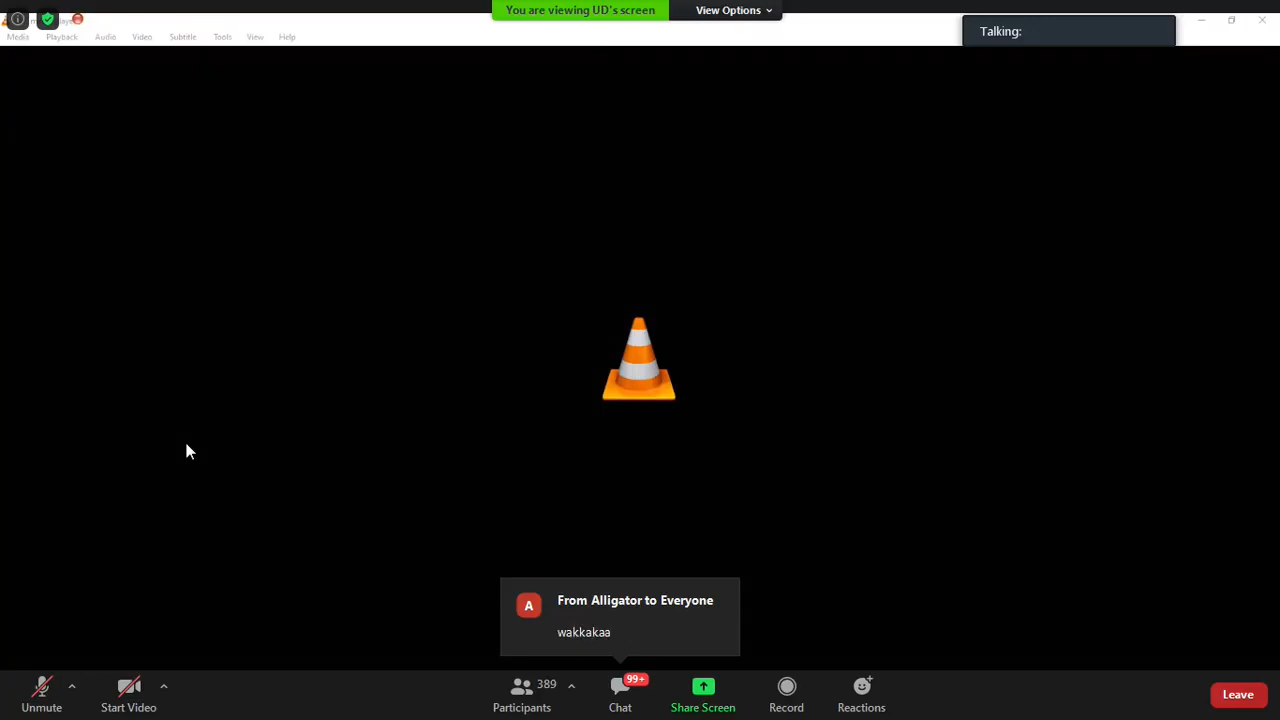 You are viewing UD's screen
View Options
Media Playback Audio Video Subtitle Tools View Help
Talking:
A
From Alligator to Everyone
wakkakaa
389
99+
Unmute
Start Video
Participants
Chat
Share Screen
Record
Reactions
Leave